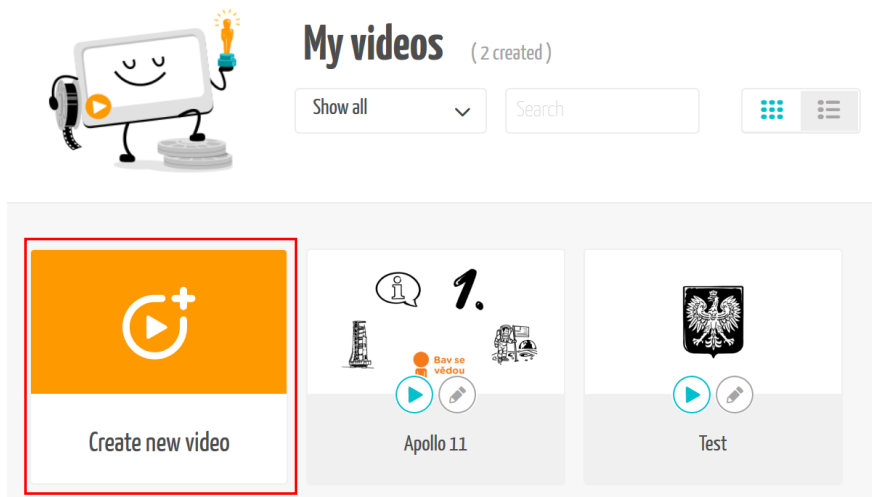 My videos ( 2 created )
Show all
Search
1.
Bav se
vědou
Create new video
Apollo 11
Test